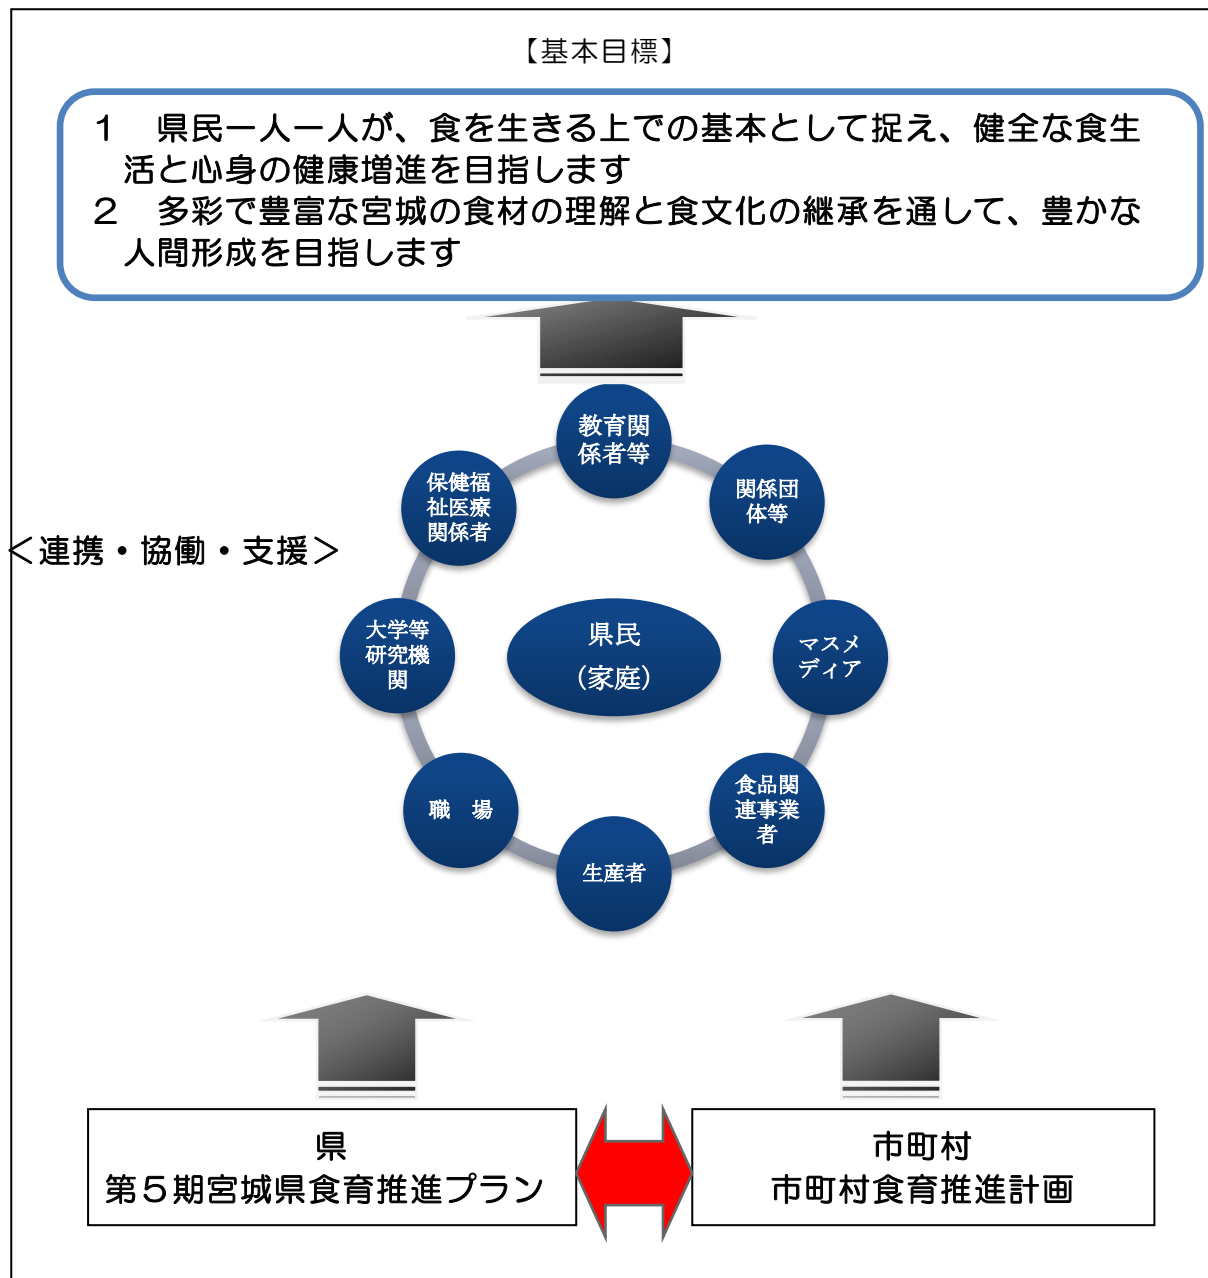 【基本目標】
１　県民一人一人が、食を生きる上での基本として捉え、健全な食生
活と心身の健康増進を目指します
２　多彩で豊富な宮城の食材の理解と食文化の継承を通して、豊かな
人間形成を目指します
教育関
係者等
保健福
祉医療
関係者
関係団
体等
＜連携・協働・支援＞
大学等
研究機
関
県民
（家庭）
マスメ
ディア
職　場
食品関
連事業
者
生産者
県
第５期宮城県食育推進プラン
市町村
市町村食育推進計画